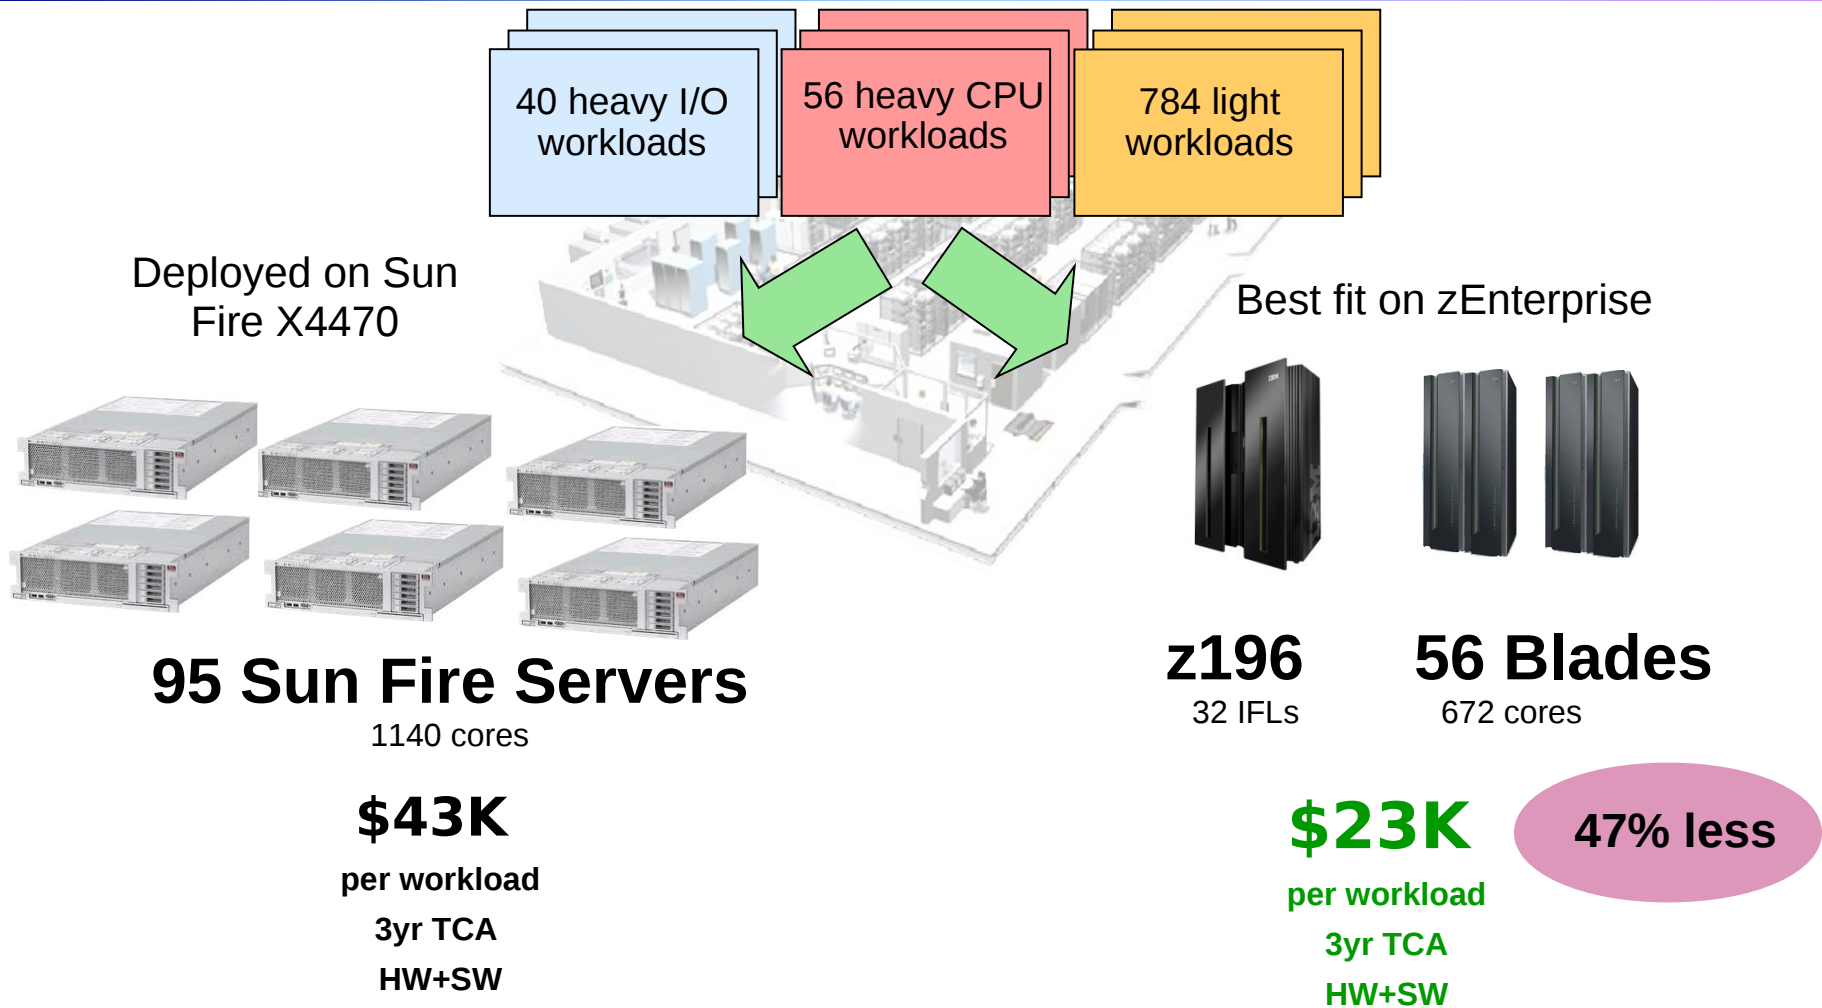 40 heavy I/O
workloads
56 heavy CPU
workloads
784 light
workloads
Deployed on Sun
Fire X4470
Best fit on zEnterprise
95 Sun Fire Servers
1140 cores
$43K
per workload
3yr TCA
HW+SW
z196
32 IFLs
56 Blades
672 cores
$23K
per workload
3yr TCA
HW+SW
47% less